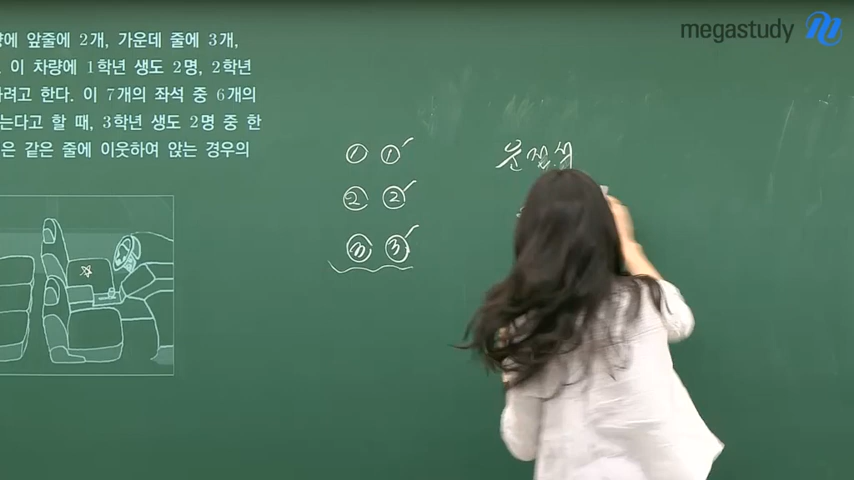 megastudy
에 앞줄에 2개, 가운데 줄에 3개,
이 차량에 1학년 생도 2명, 2학년
려고 한다. 이 7개의 좌석 중 6개의
는다고 할 때, 3학년 생도 2명 중 한
은 같은 줄에 이웃하여 앉는 경우의
① ①
② ②
③ ③
운전석